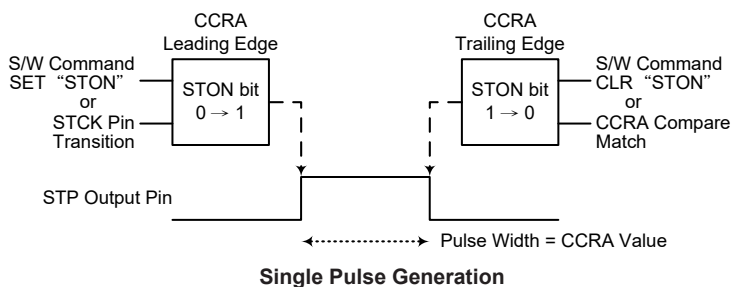 CCRA
Leading Edge
S/W Command
SET “STON”
or
STCK Pin
Transition
STON bit
0 → 1
CCRA
Trailing Edge
STON bit
1 → 0
S/W Command
CLR “STON”
or
CCRA Compare
Match
STP Output Pin
Pulse Width = CCRA Value
Single Pulse Generation